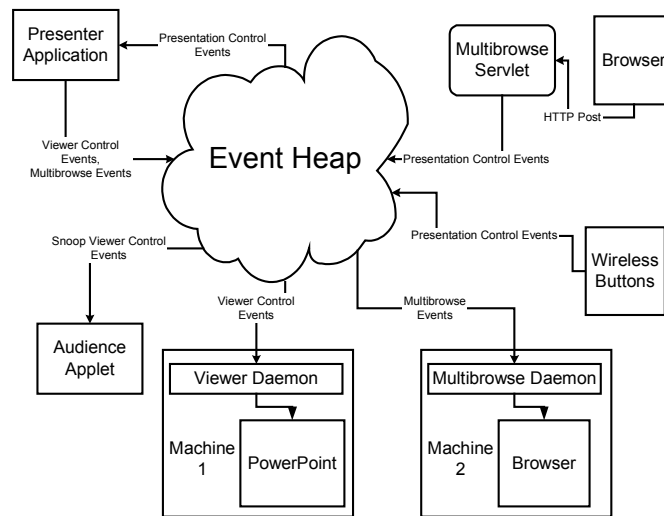 Presenter
Application
Presentation Control
Events
Multibrowse
Servlet
Browser
HTTP Post
Viewer Control
Events,
Multibrowse Events
Event Heap
Presentation Control Events
Snoop Viewer Control
Events
Presentation Control Events
Wireless
Buttons
Viewer Control
Events
Multibrowse
Events
Audience
Applet
Viewer Daemon
Multibrowse Daemon
Machine
1
PowerPoint
Machine
2
Browser